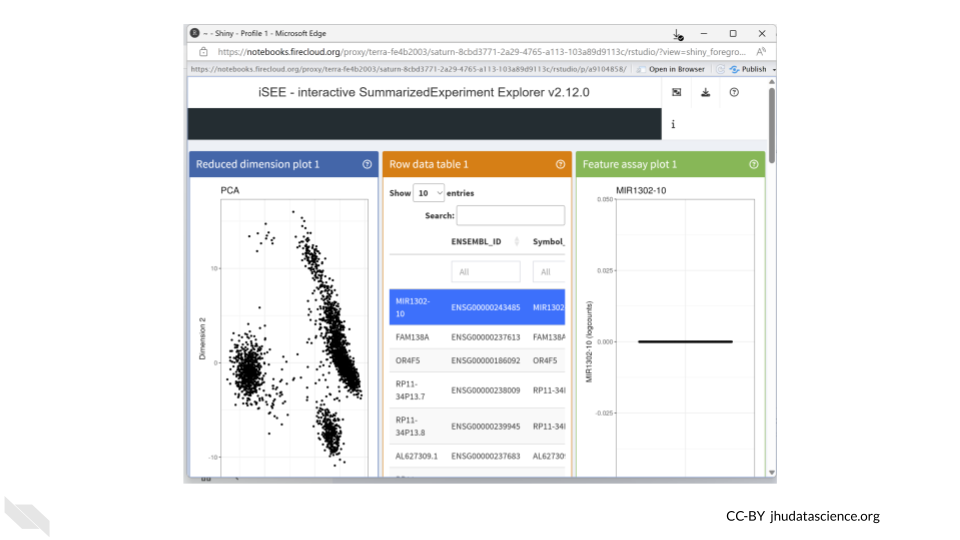 - - Shiny - Profile 1 - Microsoft Edge
https://notebooks.firecloud.org/proxy/terra-fe4b2003/saturn-8cbd3771-2a29-4765-a113-103a89d9113c/rstudio/?view=shiny_foregro...
https://notebooks.firecloud.org/proxy/terra-fe4b2003/saturn-8cbd3771-2a29-4765-a113-103a89d9113c/rstudio/p/a9104858/ Open in Browser Publish
iSEE - interactive SummarizedExperiment Explorer v2.12.0
i
Reduced dimension plot 1
PCA
Dimension 2
10
0
-10
Row data table 1
Show 10 entries
Search:
ENSEMBL_ID Symbol_
All All
MIR1302-10 ENSG00000243485 MIR1302
FAM138A ENSG00000237613 FAM138A
OR4F5 ENSG00000186092 OR4F5
RP11-34P13.7 ENSG00000238009 RP11-34
RP11-34P13.8 ENSG00000239945 RP11-34
AL627309.1 ENSG00000237683 AL62730
Feature assay plot 1
MIR1302-10
MIR1302-10 (logcounts)
0.050
0.025
0.000
-0.025
CC-BY jhudatascience.org